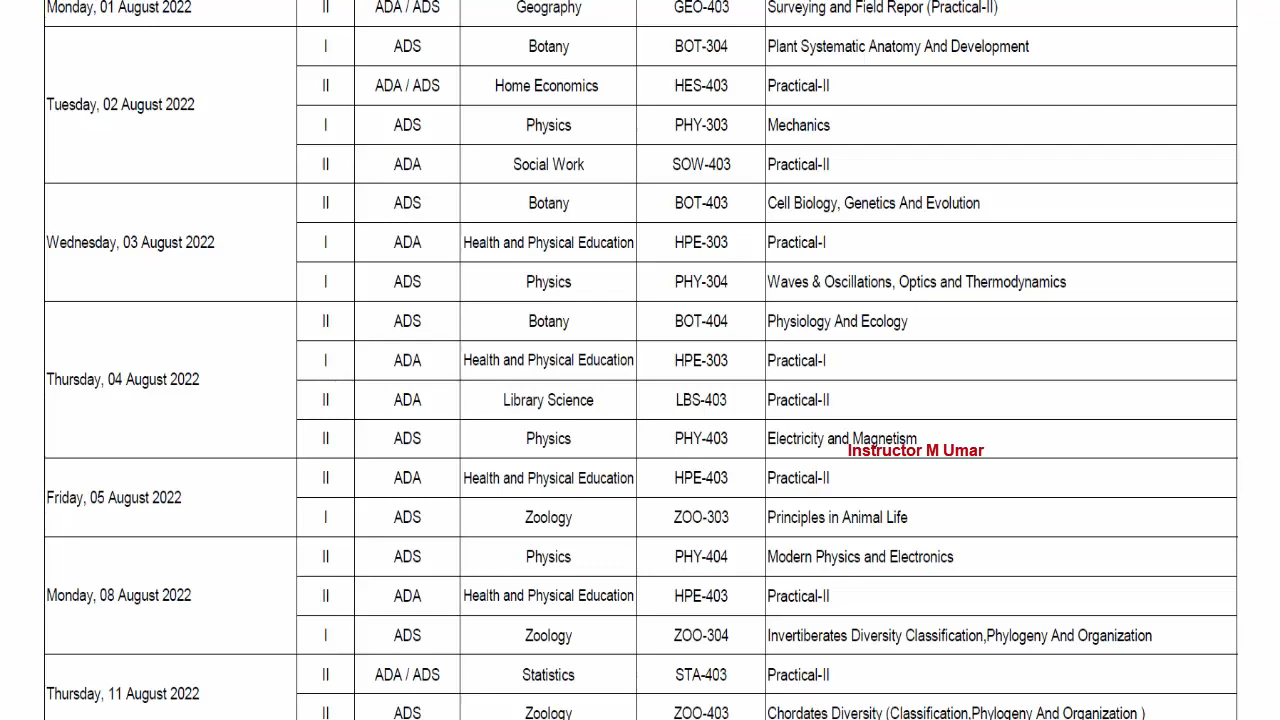 Monday, 01 August 2022 II ADA / ADS Geography GEO-403 Surveying and Field Repor (Practical-II)
Tuesday, 02 August 2022 I ADS Botany BOT-304 Plant Systematic Anatomy And Development
II ADA / ADS Home Economics HES-403 Practical-II
I ADS Physics PHY-303 Mechanics
II ADA Social Work SOW-403 Practical-II
Wednesday, 03 August 2022 II ADS Botany BOT-403 Cell Biology, Genetics And Evolution
I ADA Health and Physical Education HPE-303 Practical-I
I ADS Physics PHY-304 Waves & Oscillations, Optics and Thermodynamics
Thursday, 04 August 2022 II ADS Botany BOT-404 Physiology And Ecology
I ADA Health and Physical Education HPE-303 Practical-I
II ADA Library Science LBS-403 Practical-II
II ADS Physics PHY-403 Electricity and Magnetism
Instructor M Umar
Friday, 05 August 2022 II ADA Health and Physical Education HPE-403 Practical-II
I ADS Zoology ZOO-303 Principles in Animal Life
Monday, 08 August 2022 II ADS Physics PHY-404 Modern Physics and Electronics
II ADA Health and Physical Education HPE-403 Practical-II
I ADS Zoology ZOO-304 Invertiberates Diversity Classification,Phylogeny And Organization
Thursday, 11 August 2022 II ADA / ADS Statistics STA-403 Practical-II
II ADS Zoology ZOO-403 Chordates Diversity (Classification,Phylogeny And Organization )